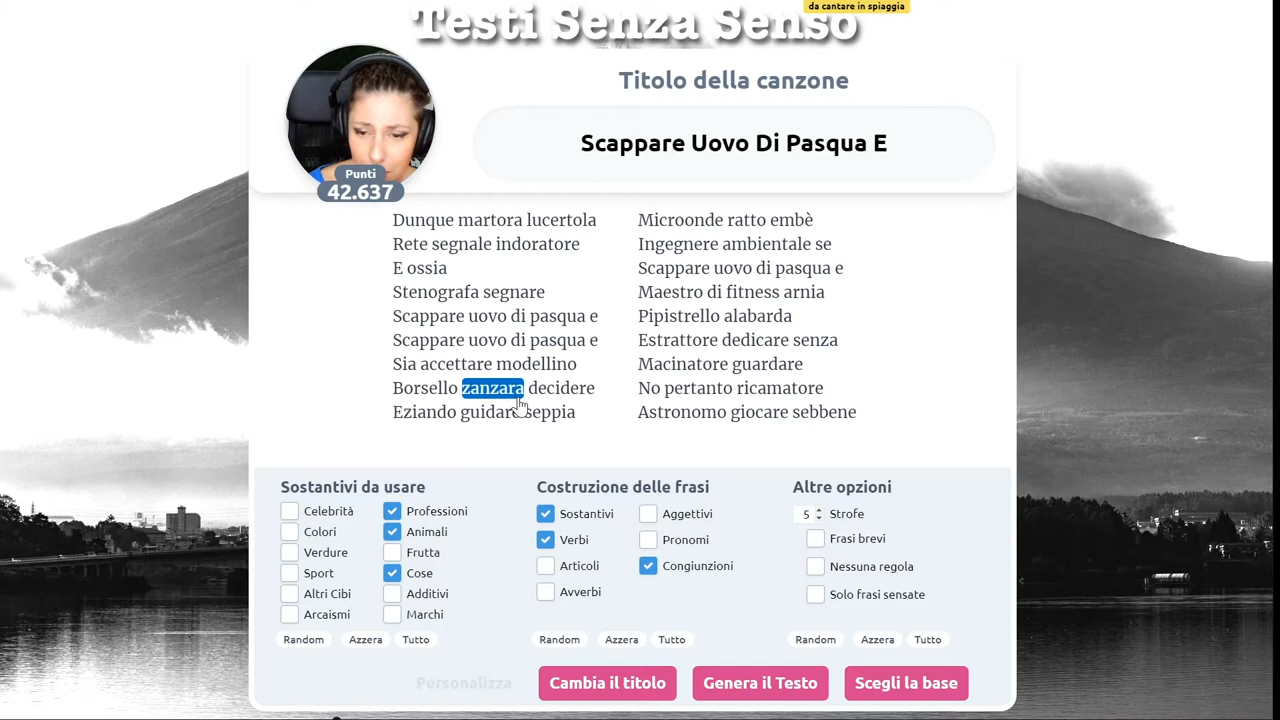 da cantare in spiaggia
Testi Senza Senso
Titolo della canzone
Scappare Uovo Di Pasqua E
Punti
42.637
Dunque martora lucertola
Rete segnale indoratore
E ossia
Stenografa segnare
Scappare uovo di pasqua e
Scappare uovo di pasqua e
Sia accettare modellino
Borsello zanzara decidere
Eziando guidare seppia
Microonde ratto embè
Ingegnere ambientale se
Scappare uovo di pasqua e
Maestro di fitness arnia
Pipistrello alabarda
Estrattore dedicare senza
Macinatore guardare
No pertanto ricamatore
Astronomo giocare sebbene
Sostantivi da usare
Celebrità
Professioni
Colori
Animali
Verdure
Frutta
Sport
Cose
Altri Cibi
Additivi
Arcaismi
Marchi
Random Azzera Tutto
Costruzione delle frasi
Sostantivi
Aggettivi
Verbi
Pronomi
Articoli
Congiunzioni
Avverbi
Random Azzera Tutto
Altre opzioni
5 Strofe
Frasi brevi
Nessuna regola
Solo frasi sensate
Random Azzera Tutto
Personalizza
Cambia il titolo
Genera il Testo
Scegli la base